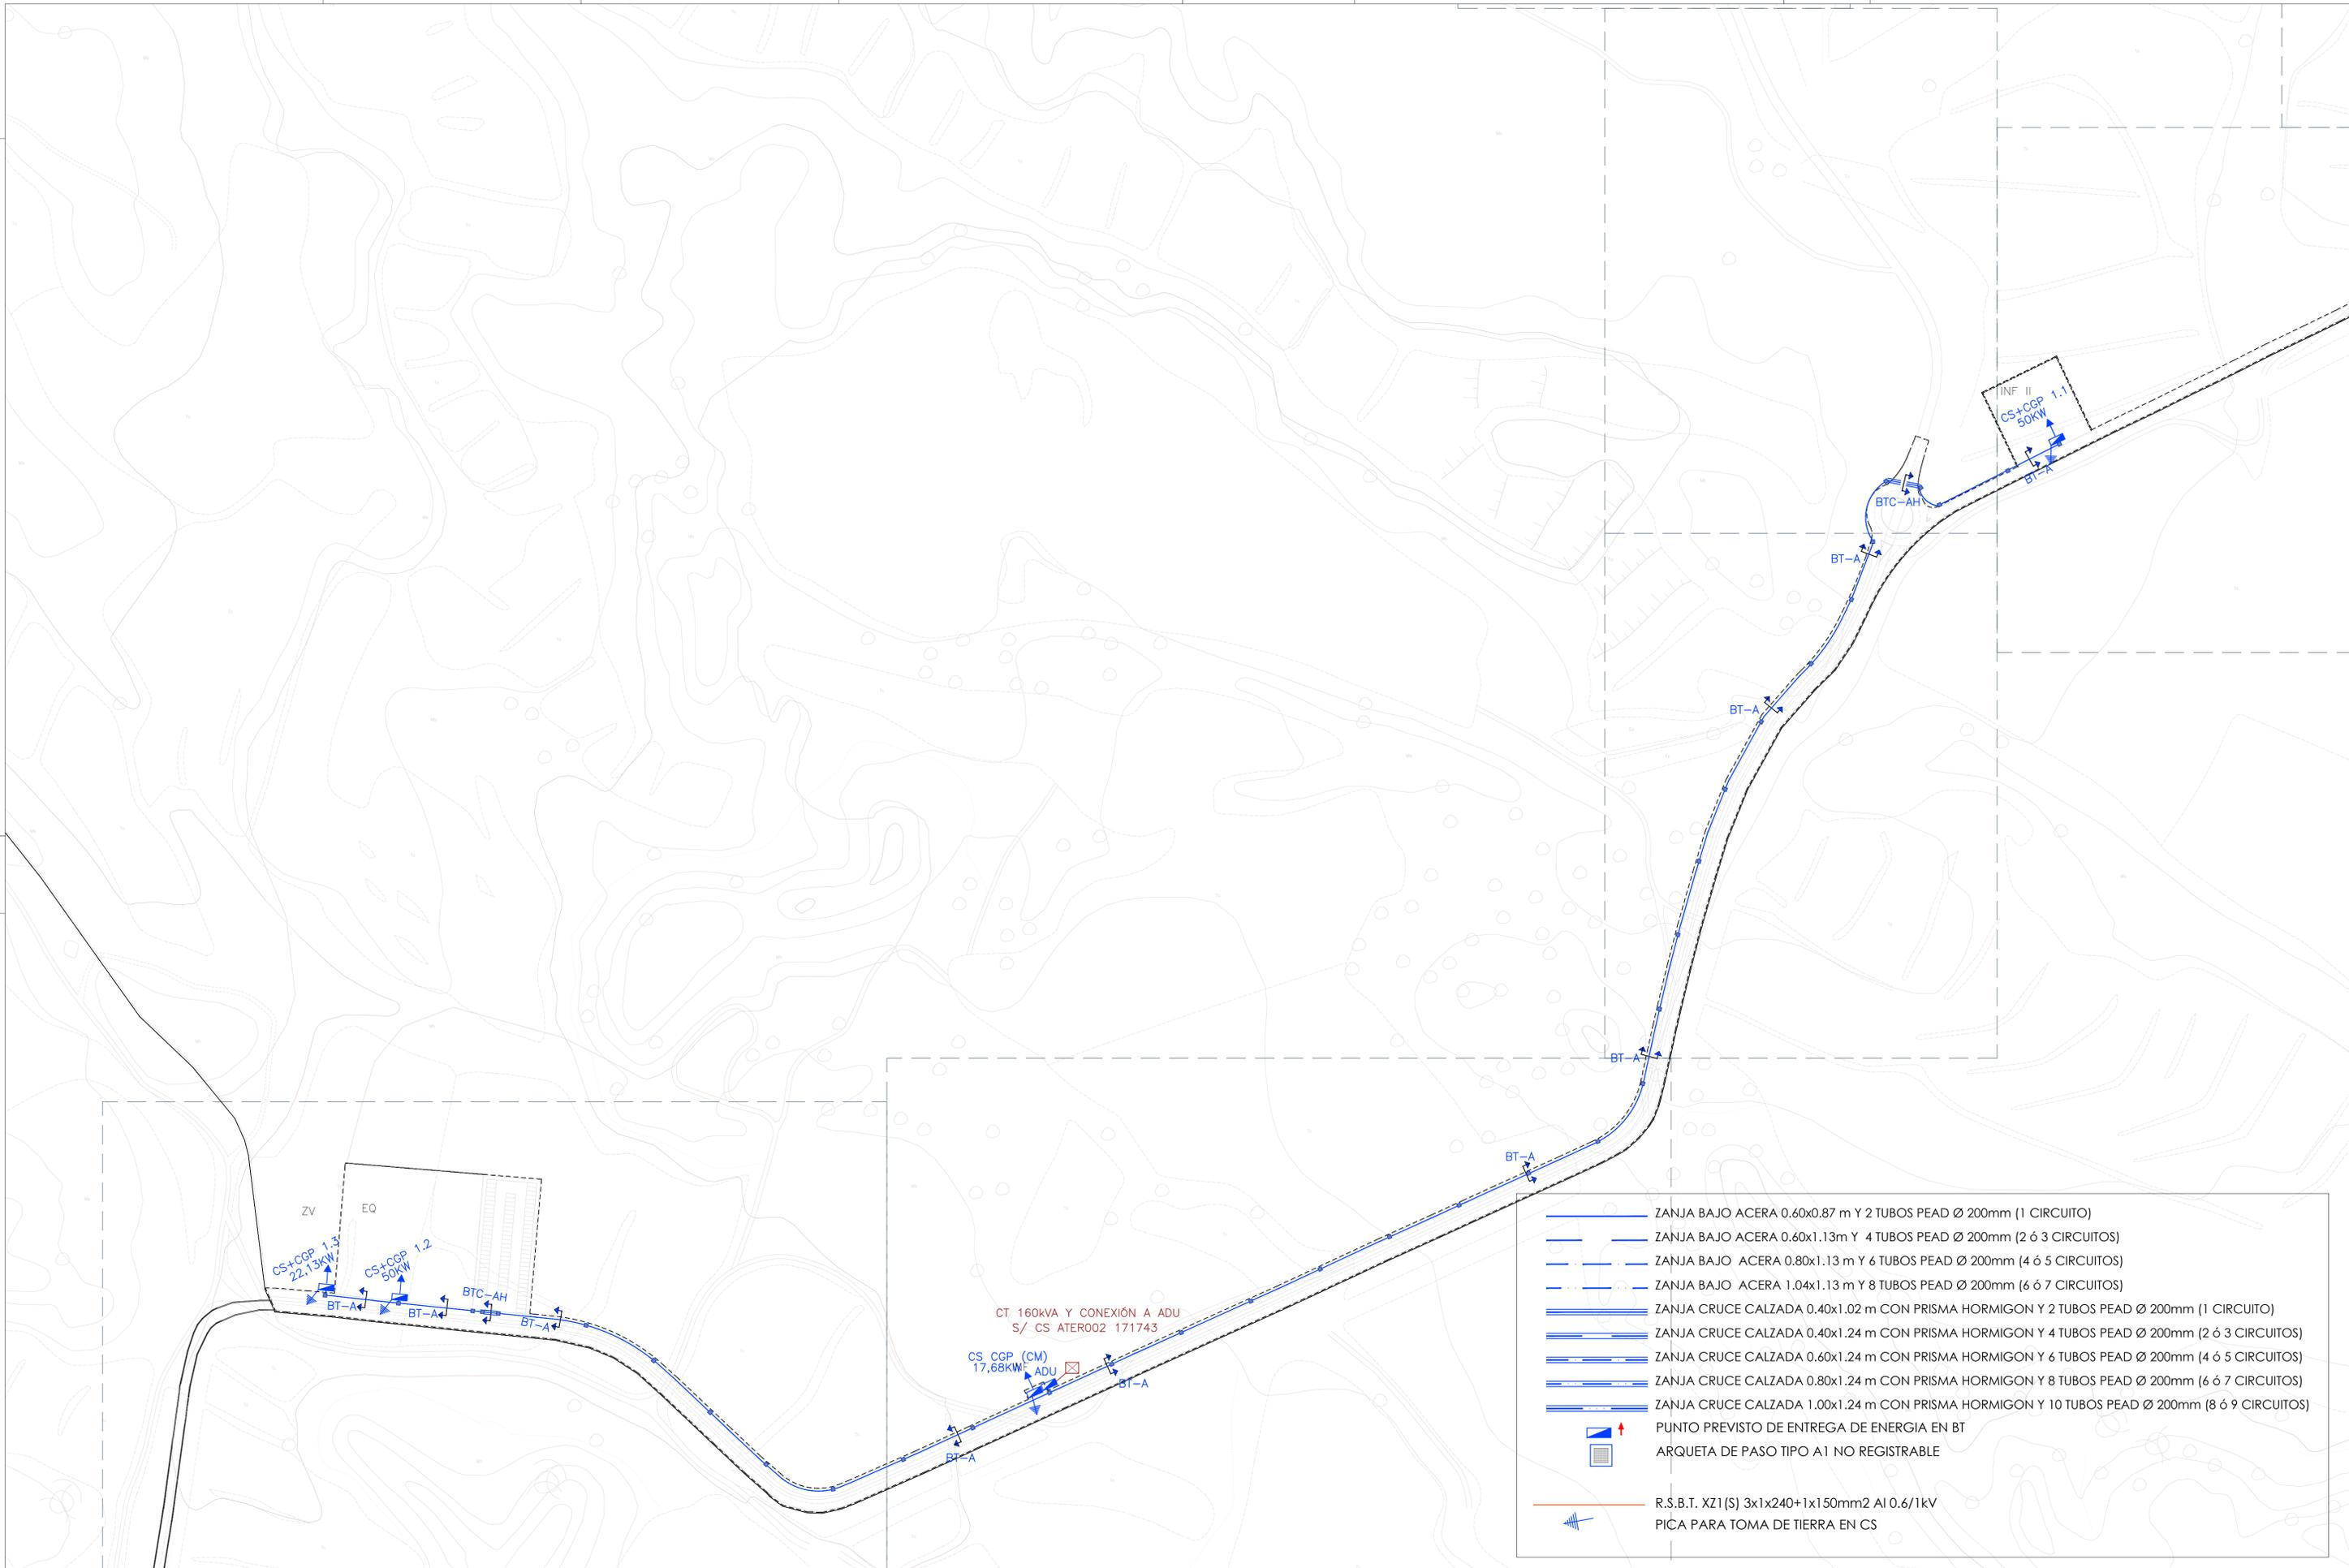 INF II
CS+CGP 1.1
50KW
BT-A
BTC-AH
BT-A
BT-A
BT-A
BT-A
ZV
EQ
CS+CGP 1.3
22,13KW
CS+CGP 1.2
50KW
BTC-AH
BT-A
BT-A
BT-A
CT 160kVA Y CONEXIÓN A ADU
S/ CS ATER002 171743
CS CGP (CM)
17,68KW
ADU
BT-A
BT-A
ZANJA BAJO ACERA 0.60x0.87 m Y 2 TUBOS PEAD Ø 200mm (1 CIRCUITO)
ZANJA BAJO ACERA 0.60x1.13m Y 4 TUBOS PEAD Ø 200mm (2 ó 3 CIRCUITOS)
ZANJA BAJO ACERA 0.80x1.13 m Y 6 TUBOS PEAD Ø 200mm (4 ó 5 CIRCUITOS)
ZANJA BAJO ACERA 1.04x1.13 m Y 8 TUBOS PEAD Ø 200mm (6 ó 7 CIRCUITOS)
ZANJA CRUCE CALZADA 0.40x1.02 m CON PRISMA HORMIGON Y 2 TUBOS PEAD Ø 200mm (1 CIRCUITO)
ZANJA CRUCE CALZADA 0.40x1.24 m CON PRISMA HORMIGON Y 4 TUBOS PEAD Ø 200mm (2 ó 3 CIRCUITOS)
ZANJA CRUCE CALZADA 0.60x1.24 m CON PRISMA HORMIGON Y 6 TUBOS PEAD Ø 200mm (4 ó 5 CIRCUITOS)
ZANJA CRUCE CALZADA 0.80x1.24 m CON PRISMA HORMIGON Y 8 TUBOS PEAD Ø 200mm (6 ó 7 CIRCUITOS)
ZANJA CRUCE CALZADA 1.00x1.24 m CON PRISMA HORMIGON Y 10 TUBOS PEAD Ø 200mm (8 ó 9 CIRCUITOS)
PUNTO PREVISTO DE ENTREGA DE ENERGIA EN BT
ARQUETA DE PASO TIPO A1 NO REGISTRABLE
R.S.B.T. XZ1(S) 3x1x240+1x150mm2 Al 0.6/1kV
PICA PARA TOMA DE TIERRA EN CS